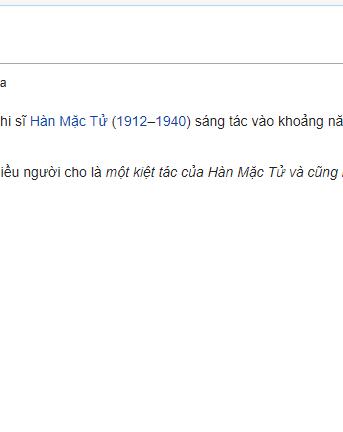 a
hi sĩ Hàn Mặc Tử (1912–1940) sáng tác vào khoảng nă
iều người cho là một kiệt tác của Hàn Mặc Tử và cũng